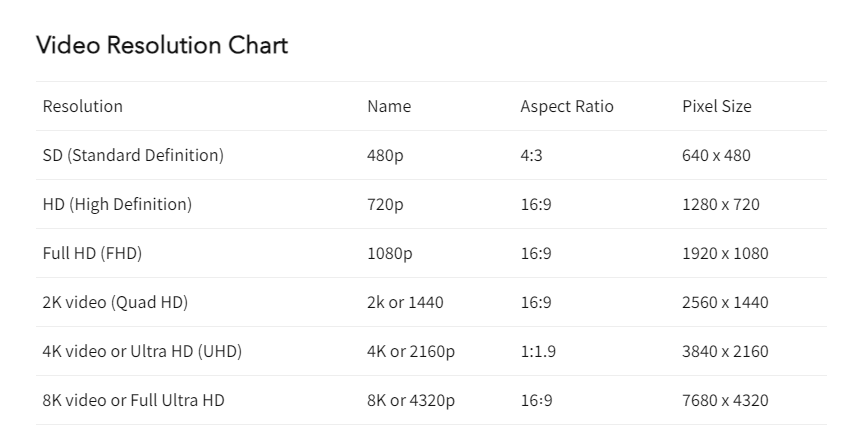 Video Resolution Chart
Resolution Name Aspect Ratio Pixel Size
SD (Standard Definition) 480p 4:3 640 x 480
HD (High Definition) 720p 16:9 1280 x 720
Full HD (FHD) 1080p 16:9 1920 x 1080
2K video (Quad HD) 2k or 1440 16:9 2560 x 1440
4K video or Ultra HD (UHD) 4K or 2160p 1:1.9 3840 x 2160
8K video or Full Ultra HD 8K or 4320p 16:9 7680 x 4320